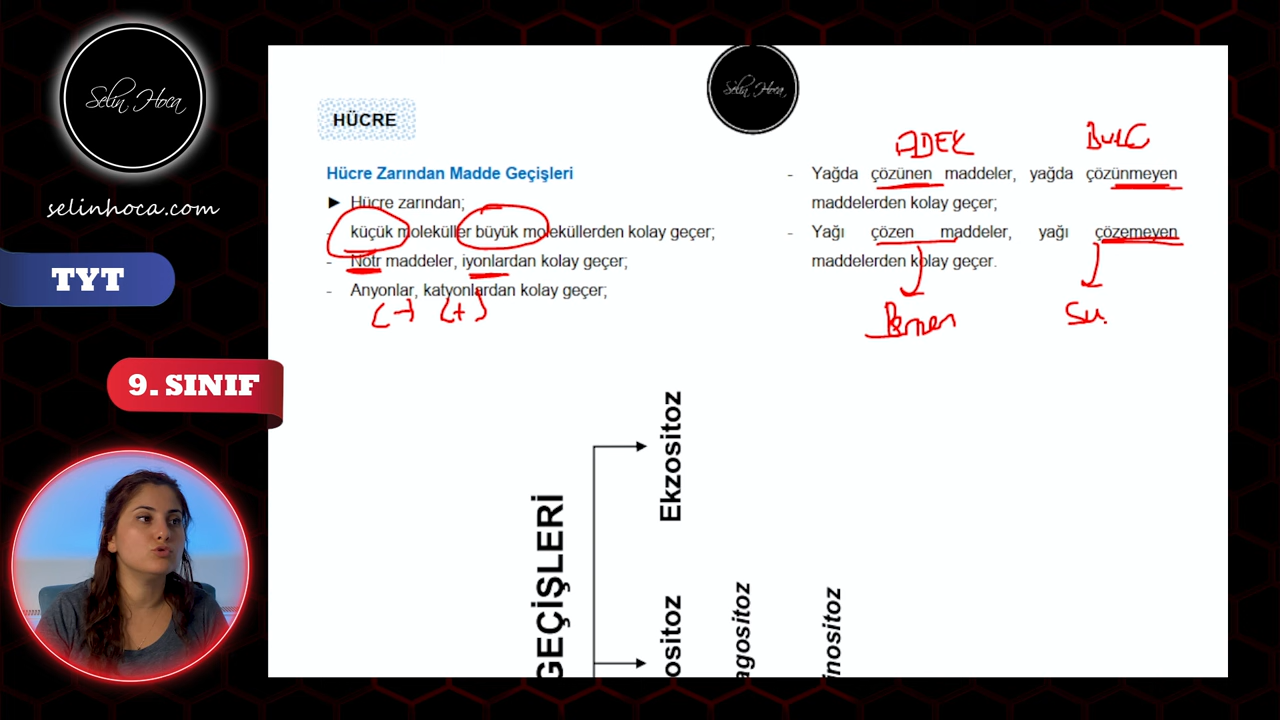 Selin Hoca
selinhoca.com
TYT
9. SINIF
Selin Hoca
HÜCRE
Hücre Zarından Madde Geçişleri
► Hücre zarından;
- küçük moleküller büyük moleküllerden kolay geçer;
- Nötr maddeler, iyonlardan kolay geçer;
- Anyonlar, katyonlardan kolay geçer;
(-) (+)
ADEK
- Yağda çözünen maddeler, yağda çözünmeyen
maddelerden kolay geçer;
- Yağı çözen maddeler, yağı çözemeyen
maddelerden kolay geçer.
Su.
GEÇİŞLERİ
Ekzositoz
ositoz
agositoz
inositoz